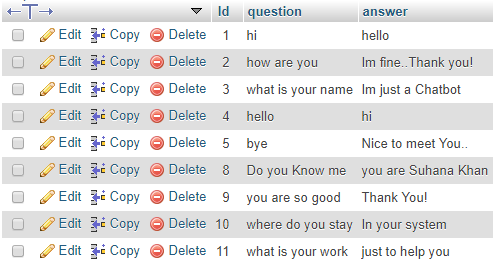 Id question answer
Edit Copy Delete 1 hi hello
Edit Copy Delete 2 how are you Im fine..Thank you!
Edit Copy Delete 3 what is your name Im just a Chatbot
Edit Copy Delete 4 hello hi
Edit Copy Delete 5 bye Nice to meet You..
Edit Copy Delete 8 Do you Know me you are Suhana Khan
Edit Copy Delete 9 you are so good Thank You!
Edit Copy Delete 10 where do you stay In your system
Edit Copy Delete 11 what is your work just to help you